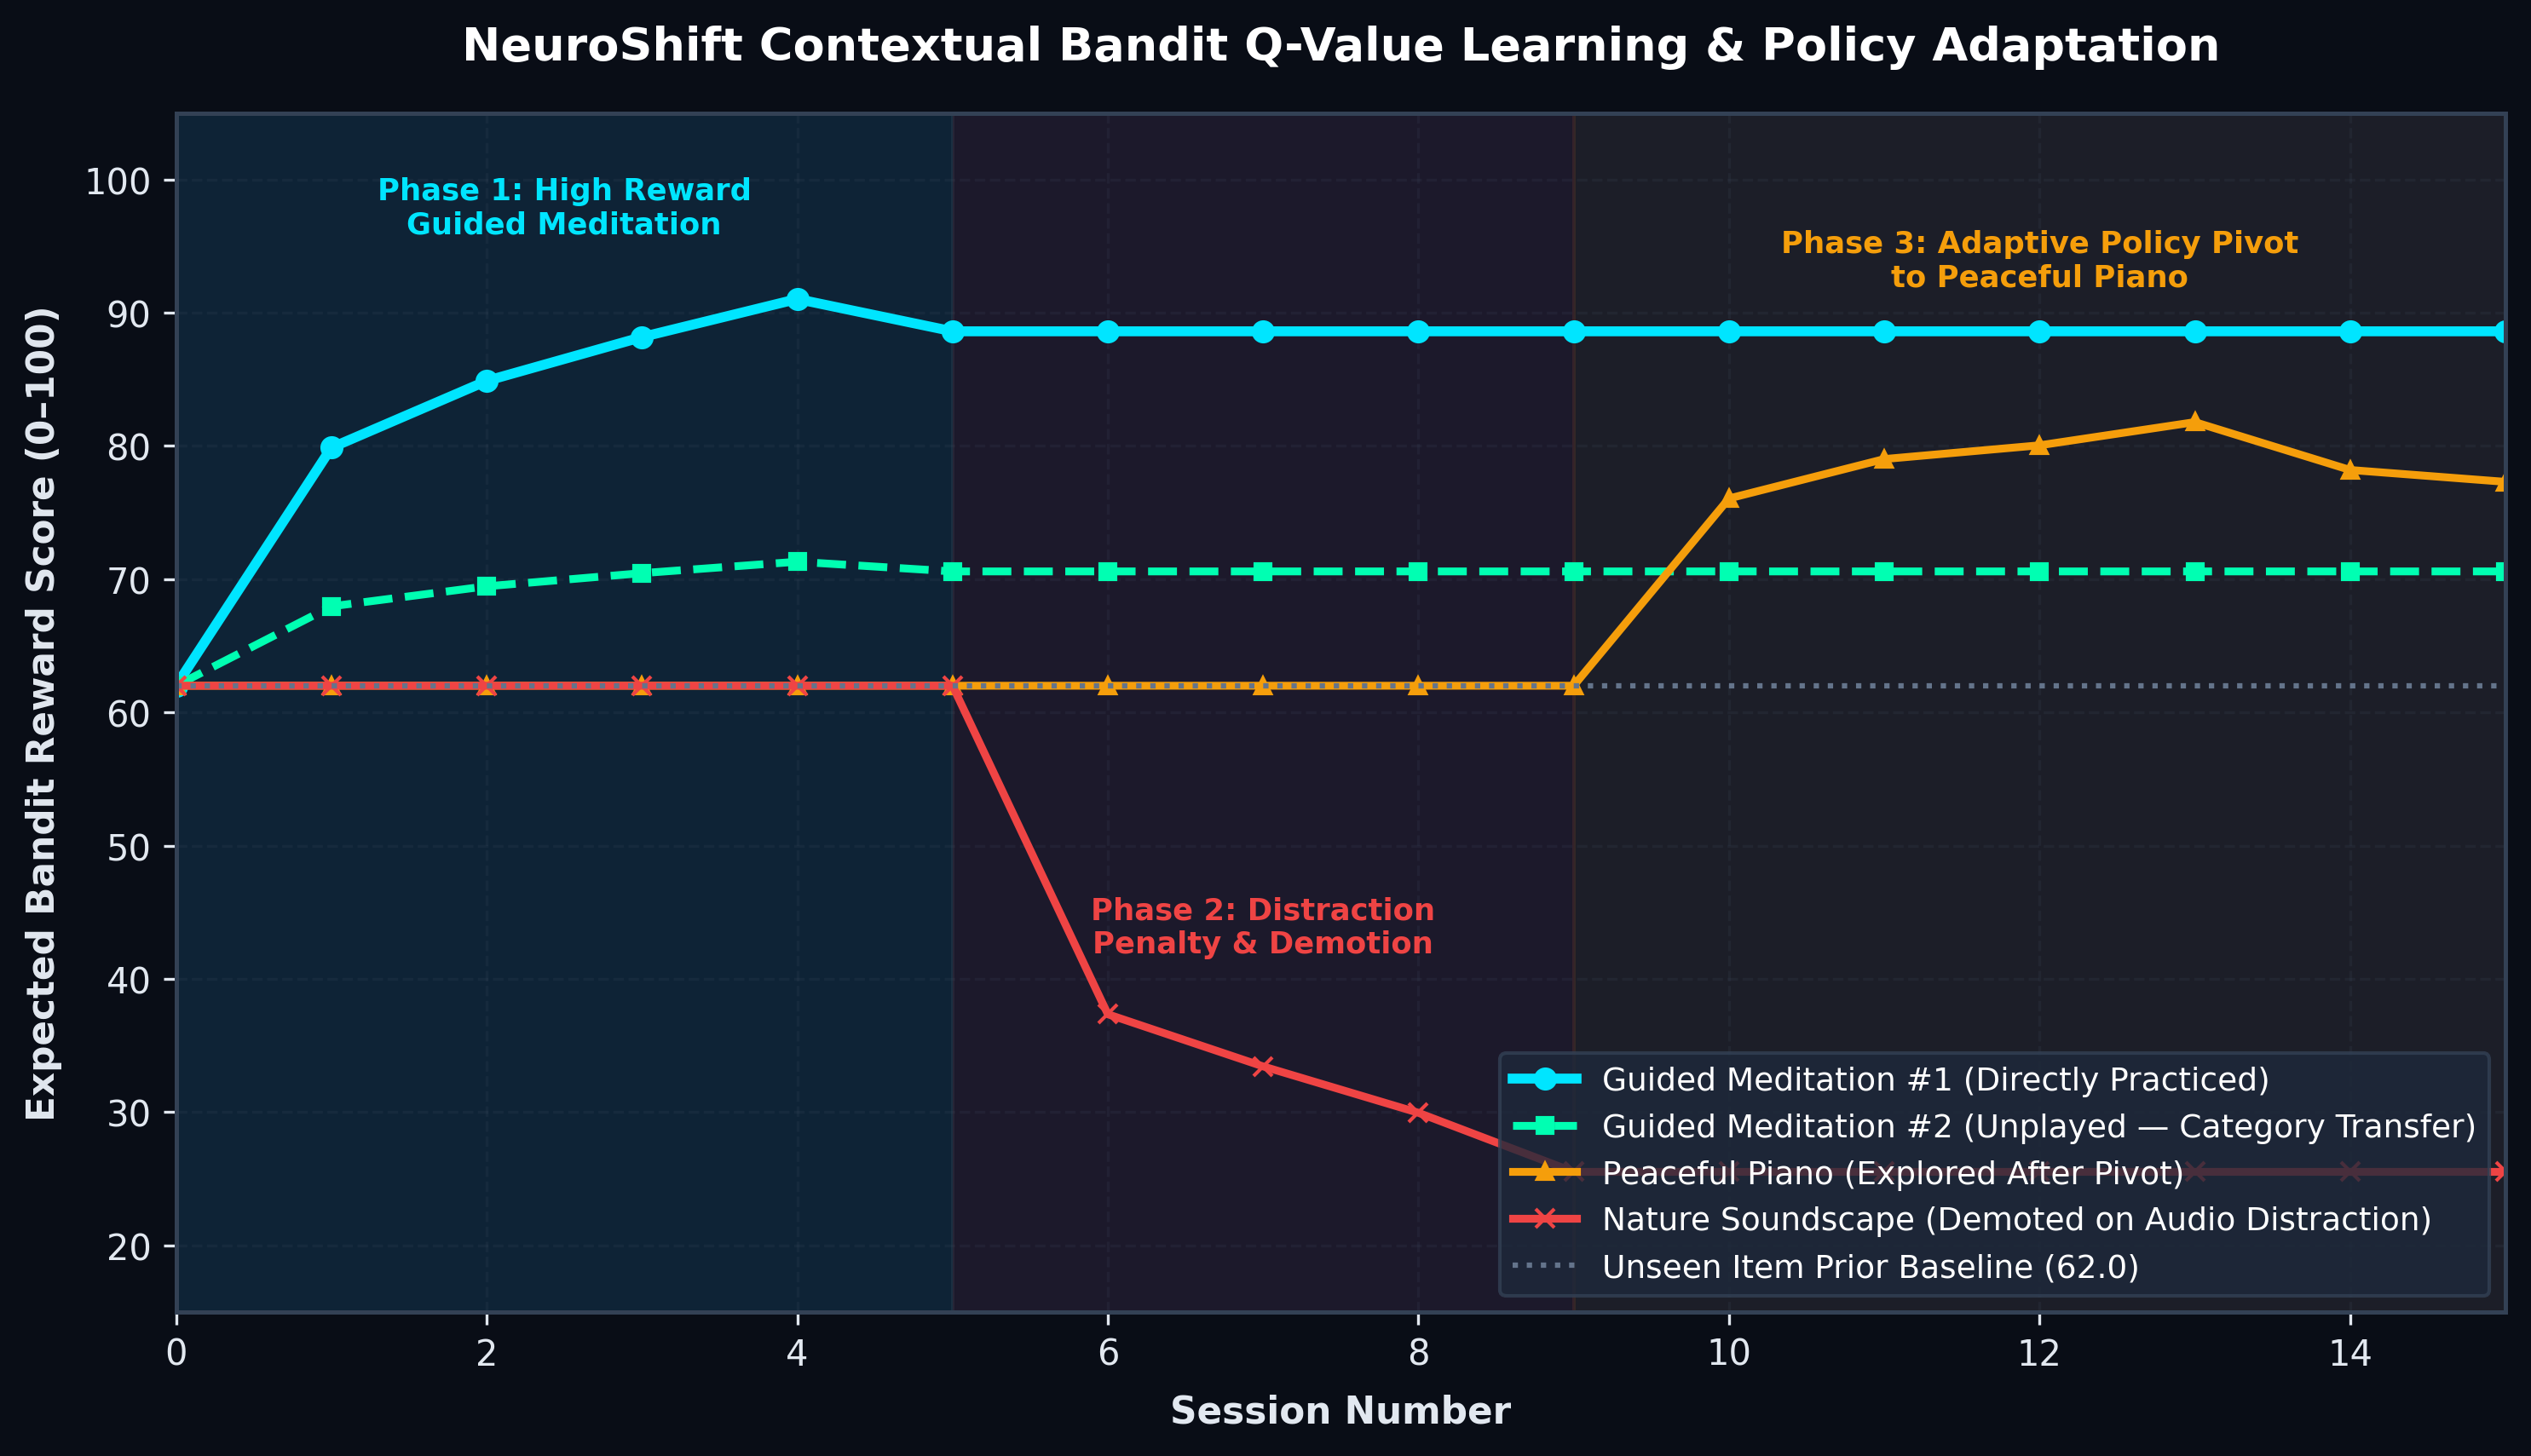 NeuroShift Contextual Bandit Q-Value Learning & Policy Adaptation
Expected Bandit Reward Score (0–100)
100
90
80
70
60
50
40
30
20
Phase 1: High Reward
Guided Meditation
Phase 3: Adaptive Policy Pivot
to Peaceful Piano
Phase 2: Distraction
Penalty & Demotion
Guided Meditation #1 (Directly Practiced)
Guided Meditation #2 (Unplayed — Category Transfer)
Peaceful Piano (Explored After Pivot)
Nature Soundscape (Demoted on Audio Distraction)
Unseen Item Prior Baseline (62.0)
0
2
4
6
8
10
12
14
Session Number